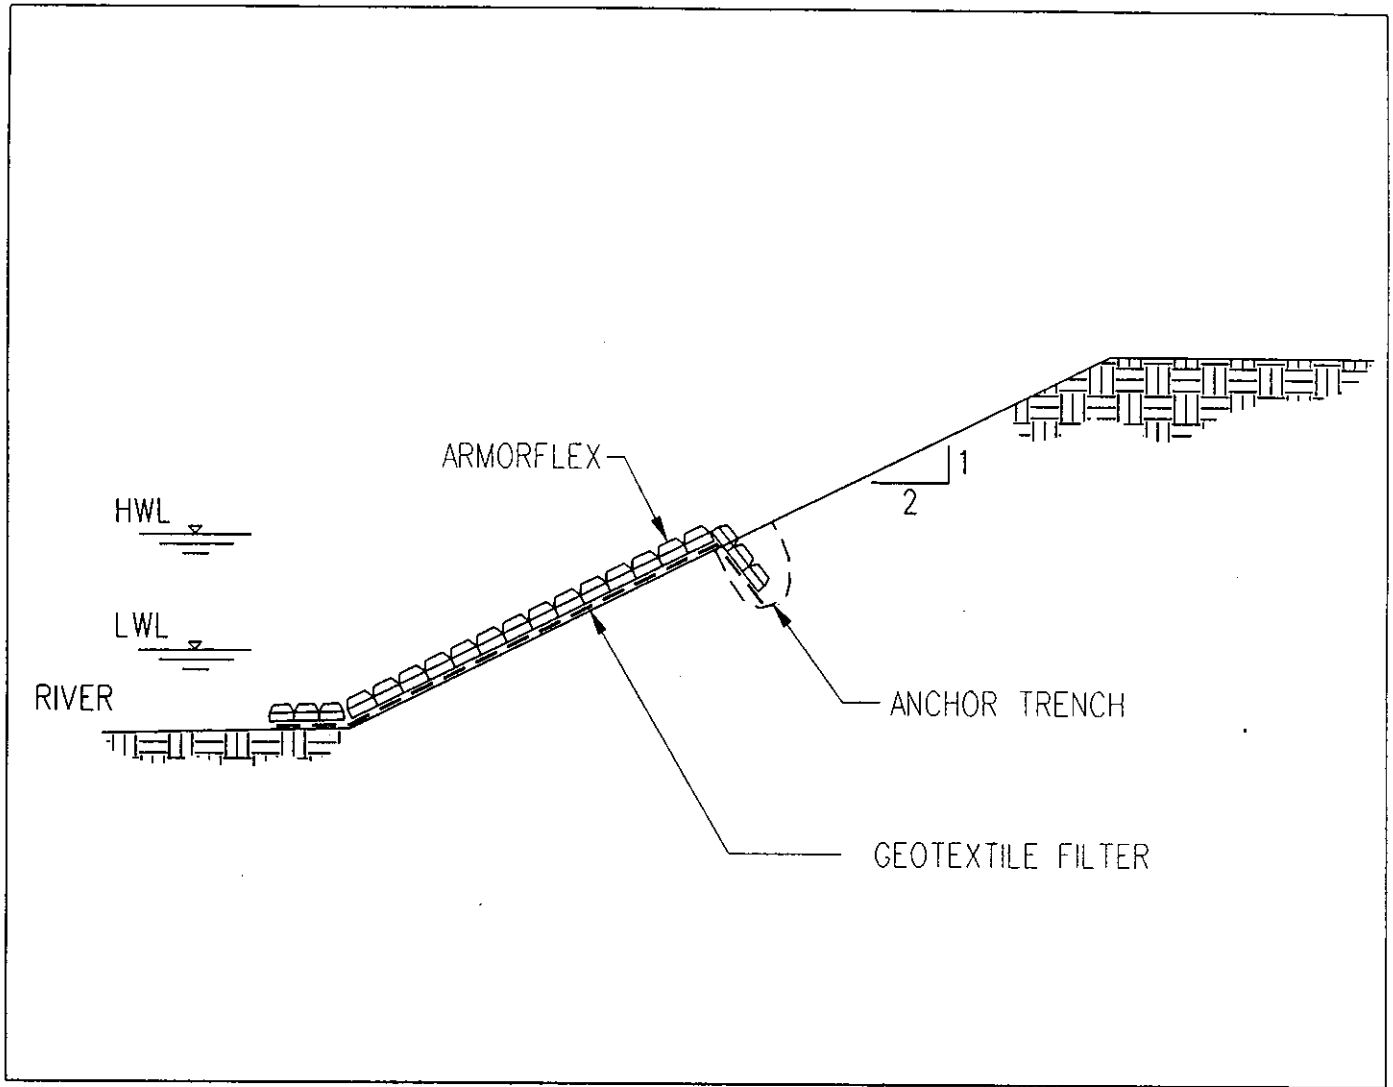 ARMORFLEX
1
2
HWL
LWL
RIVER
ANCHOR TRENCH
GEOTEXTILE FILTER